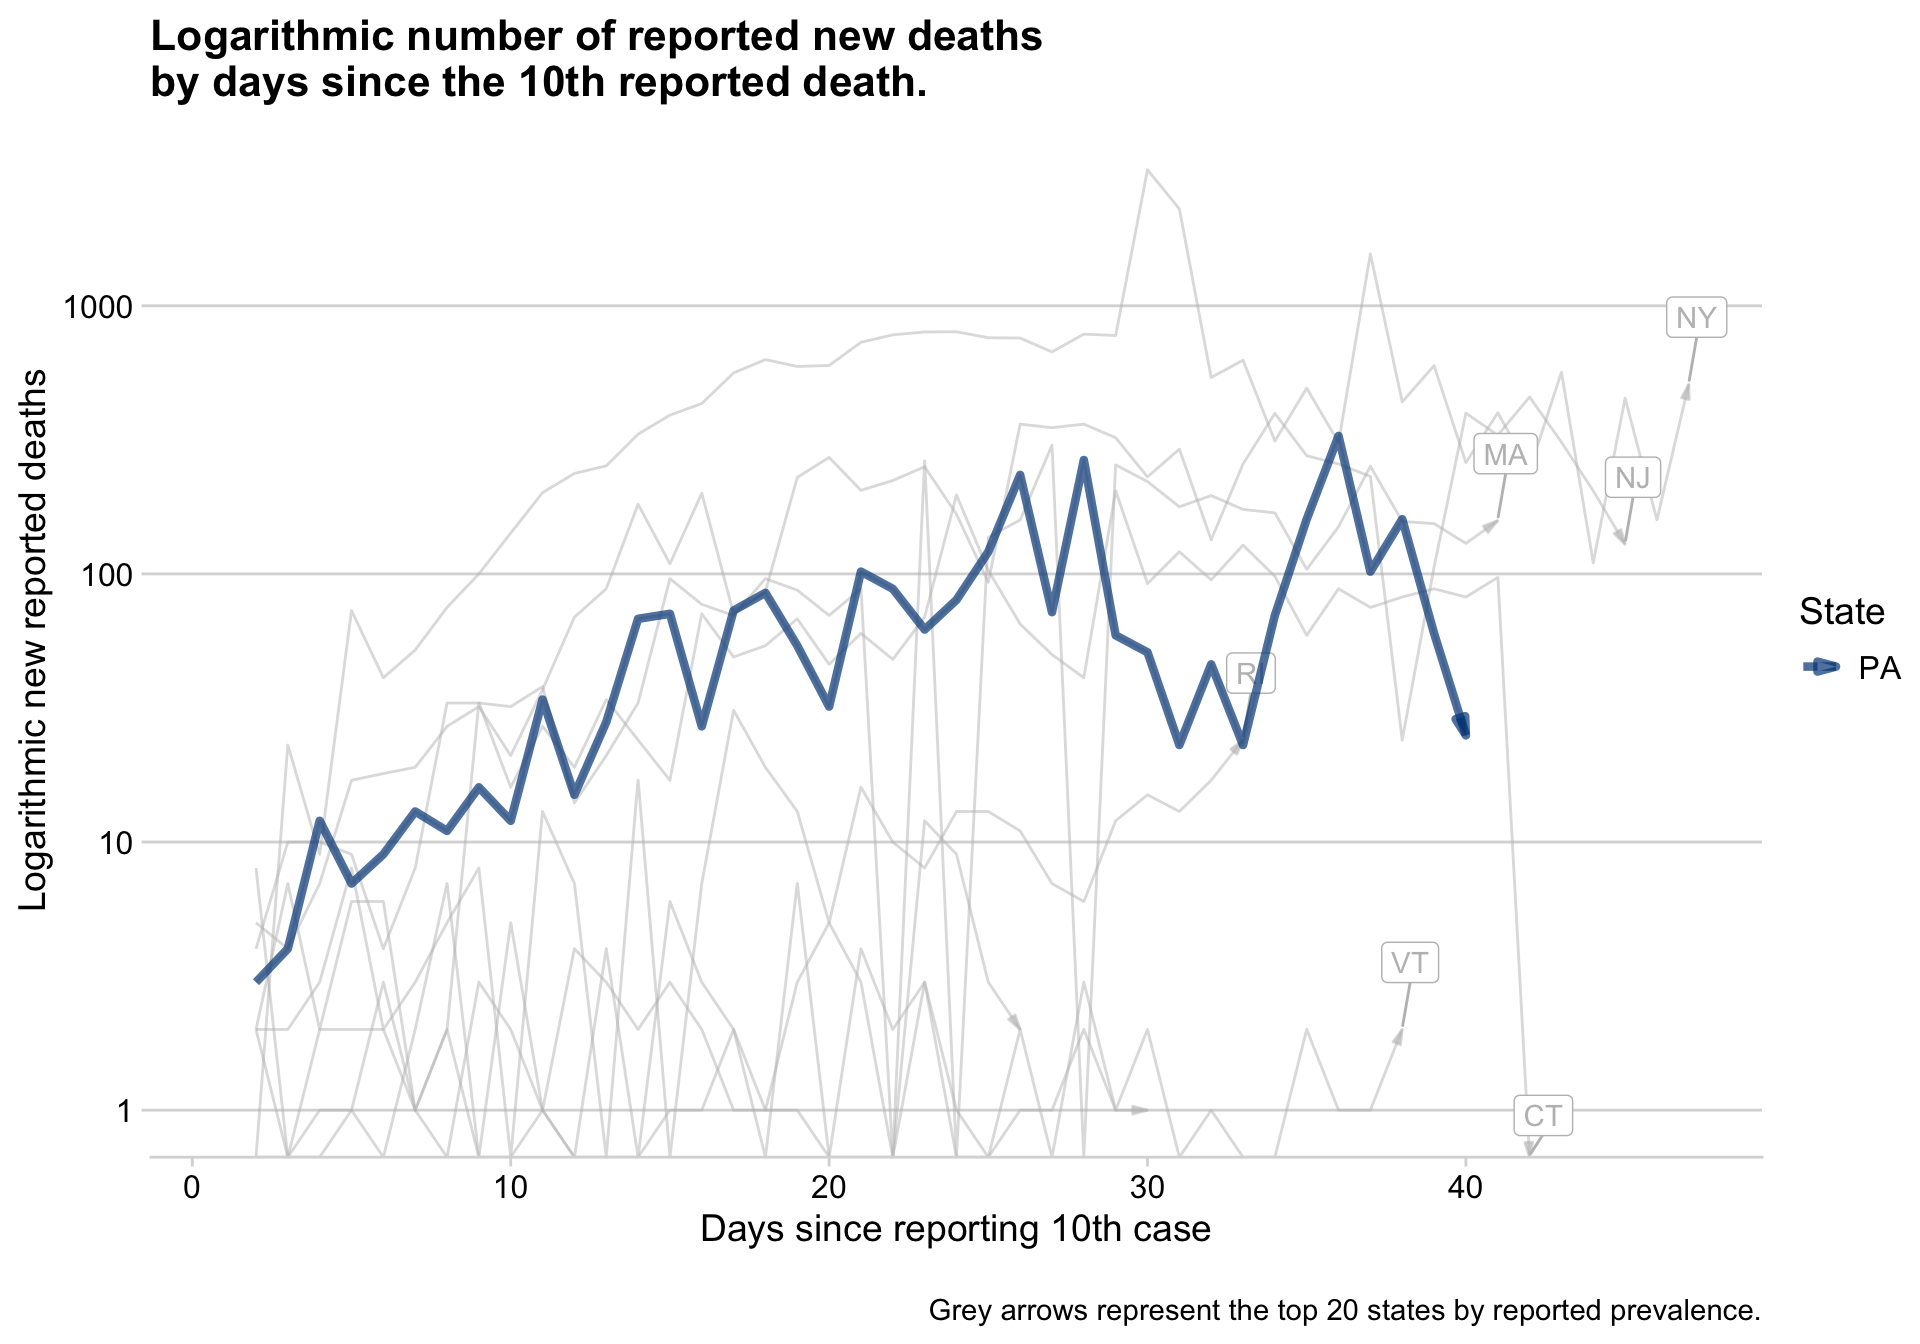 Logarithmic number of reported new deaths
by days since the 10th reported death.
Logarithmic new reported deaths
1000
100
10
1
NY
MA
NJ
RI
VT
CT
State
PA
0
10
20
30
40
Days since reporting 10th case
Grey arrows represent the top 20 states by reported prevalence.